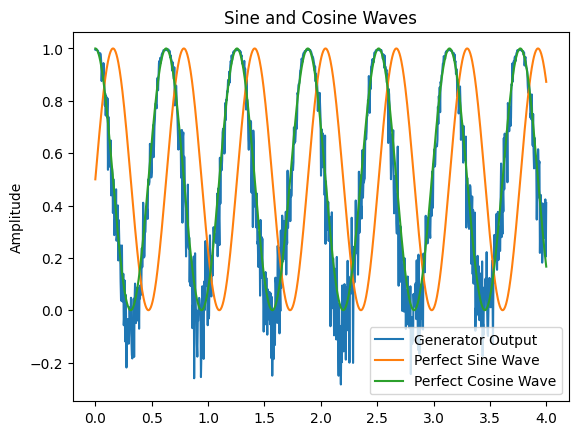 Sine and Cosine Waves
1.0
0.8
0.6
0.4
0.2
0.0
−0.2
Amplitude
Generator Output
Perfect Sine Wave
Perfect Cosine Wave
0.0 0.5 1.0 1.5 2.0 2.5 3.0 3.5 4.0